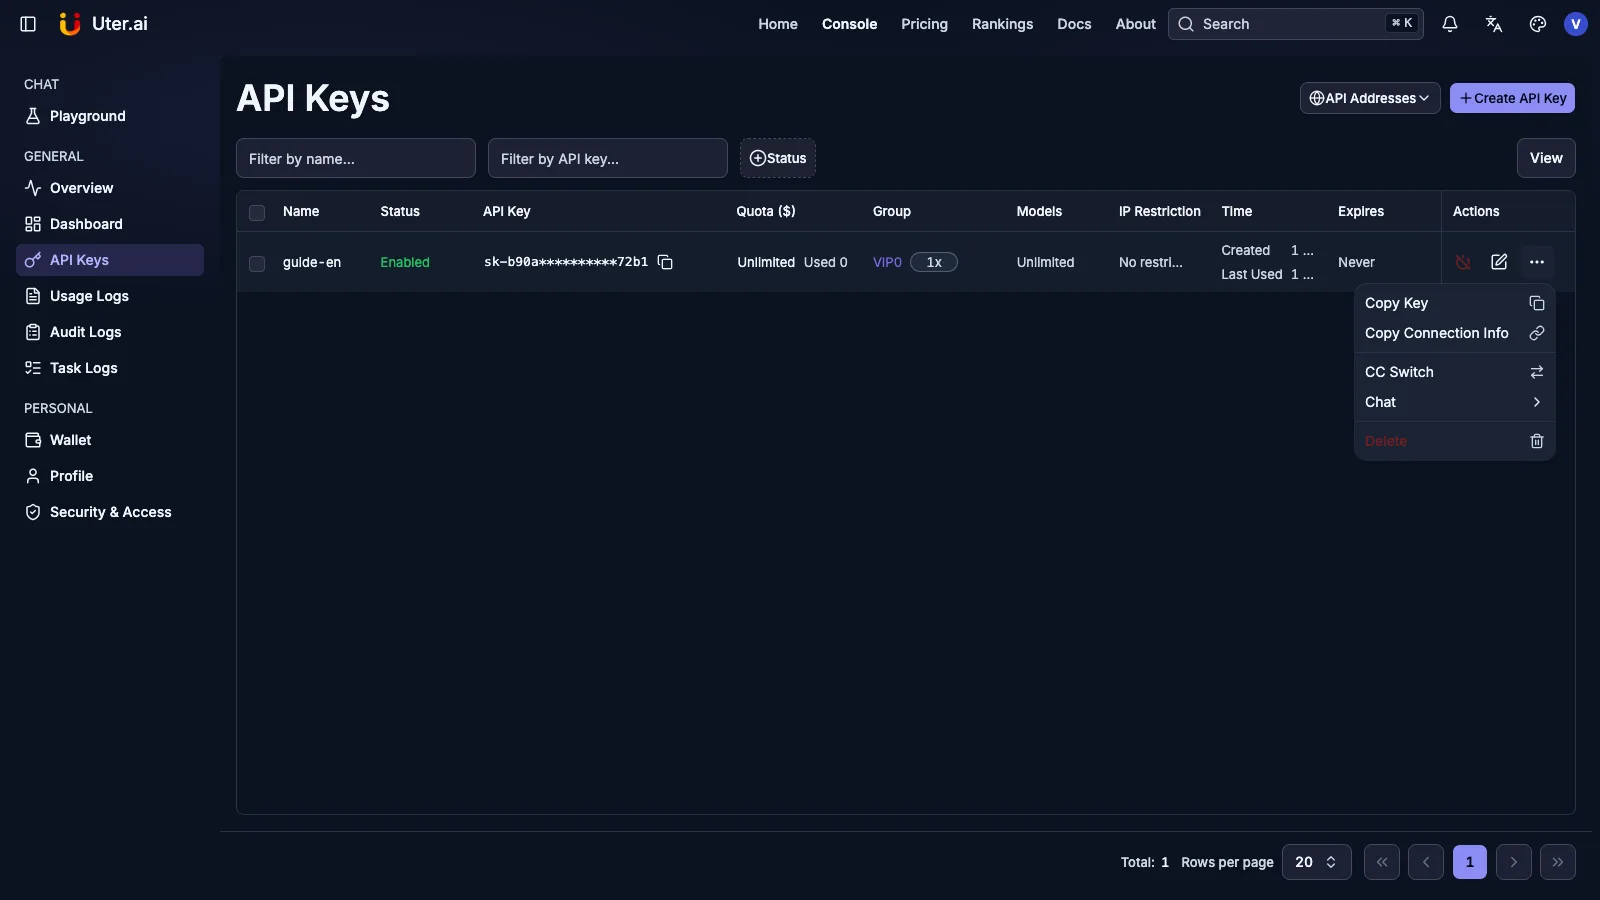 Uter.ai
Home Console Pricing Rankings Docs About Search ⌘ K V
CHAT
Playground
GENERAL
Overview
Dashboard
API Keys
Usage Logs
Audit Logs
Task Logs
PERSONAL
Wallet
Profile
Security & Access
API Keys
API Addresses
Create API Key
Filter by name... Filter by API key... Status View
Name Status API Key Quota ($) Group Models IP Restriction Time Expires Actions
guide-en Enabled sk-b90a**********72b1 Unlimited Used 0 VIP0 1x Unlimited No restri... Created 1 ... Never
Last Used 1 ...
Copy Key
Copy Connection Info
CC Switch
Chat
Delete
Total: 1 Rows per page 20 1